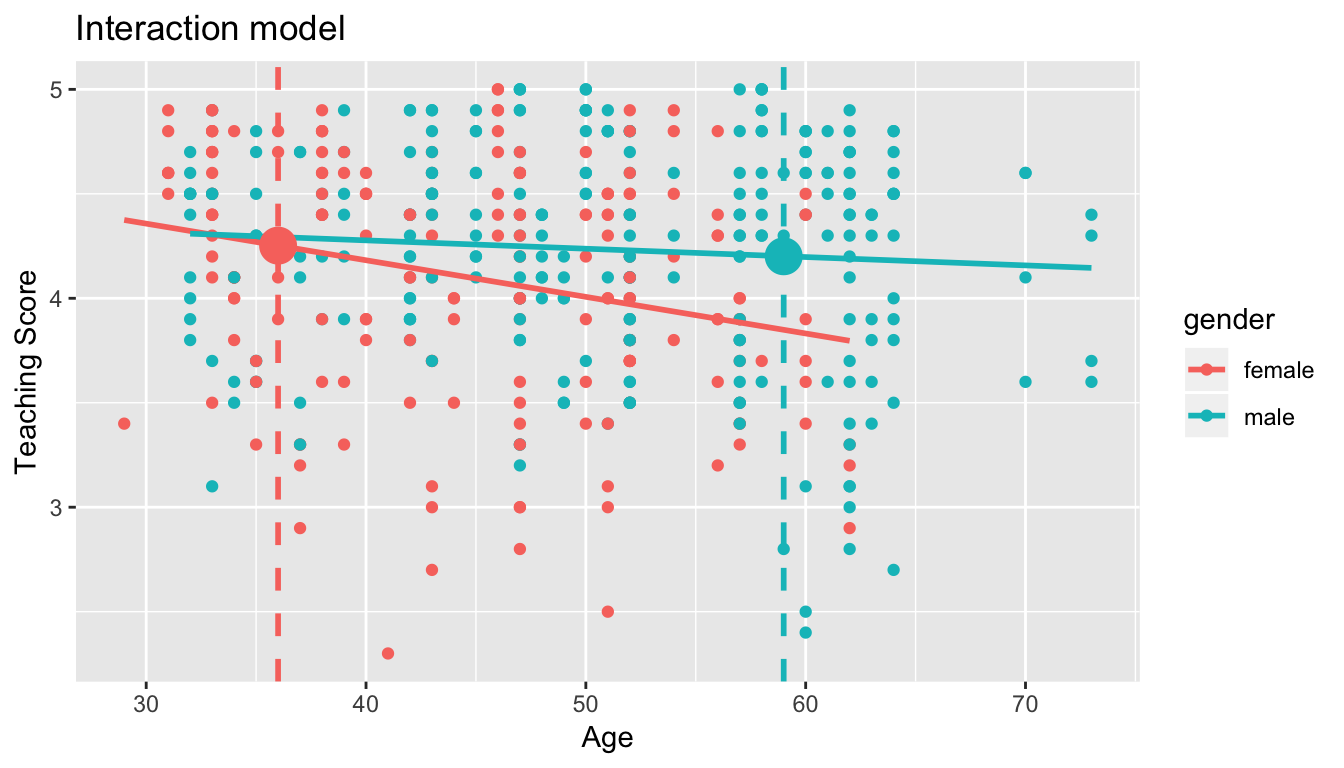 Interaction model
5
4
3
Teaching Score
30 40 50 60 70
Age
gender
female
male